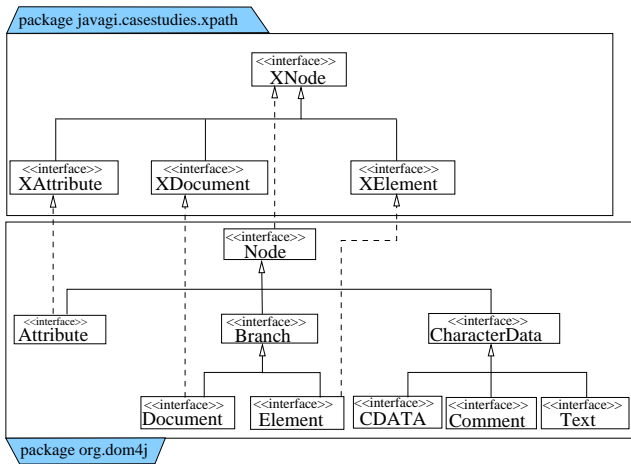 package javagi.casestudies.xpath
<<interface>>
XNode
<<interface>>
XAttribute
<<interface>>
XDocument
<<interface>>
XElement
<<interface>>
Node
<<interface>>
Attribute
<<interface>>
Branch
<<interface>>
CharacterData
<<interface>>
Document
<<interface>>
Element
<<interface>>
CDATA
<<interface>>
Comment
<<interface>>
Text
package org.dom4j